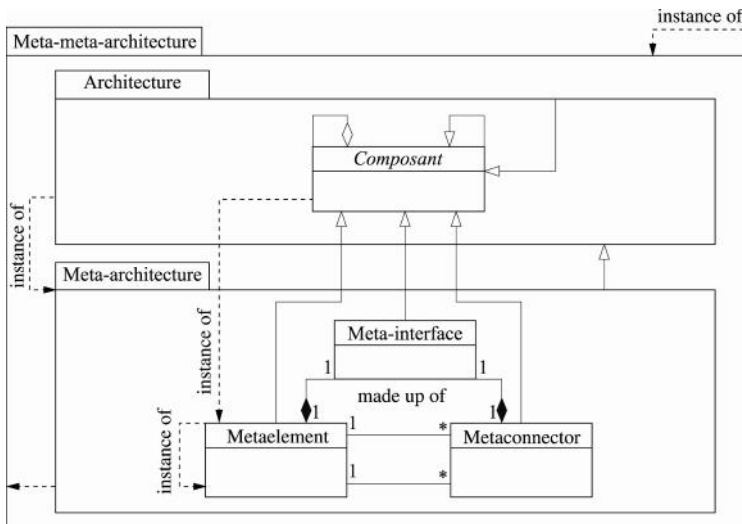 instance of
Meta-meta-architecture
Architecture
Composant
instance of
Meta-architecture
instance of
Meta-interface
1
1
made up of
1
1
Metaelement
1
*
Metaconnector
instance of
1
*